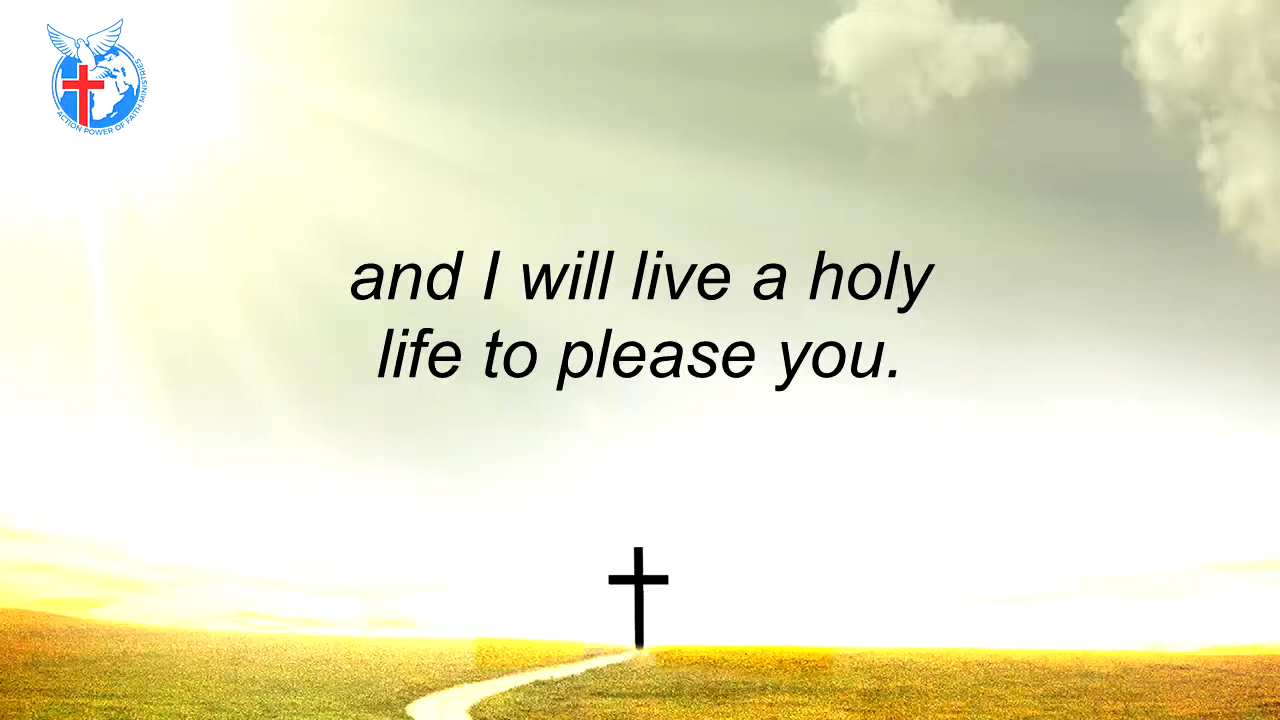 ACTION POWER OF FAITH MINISTRIES
and I will live a holy
life to please you.